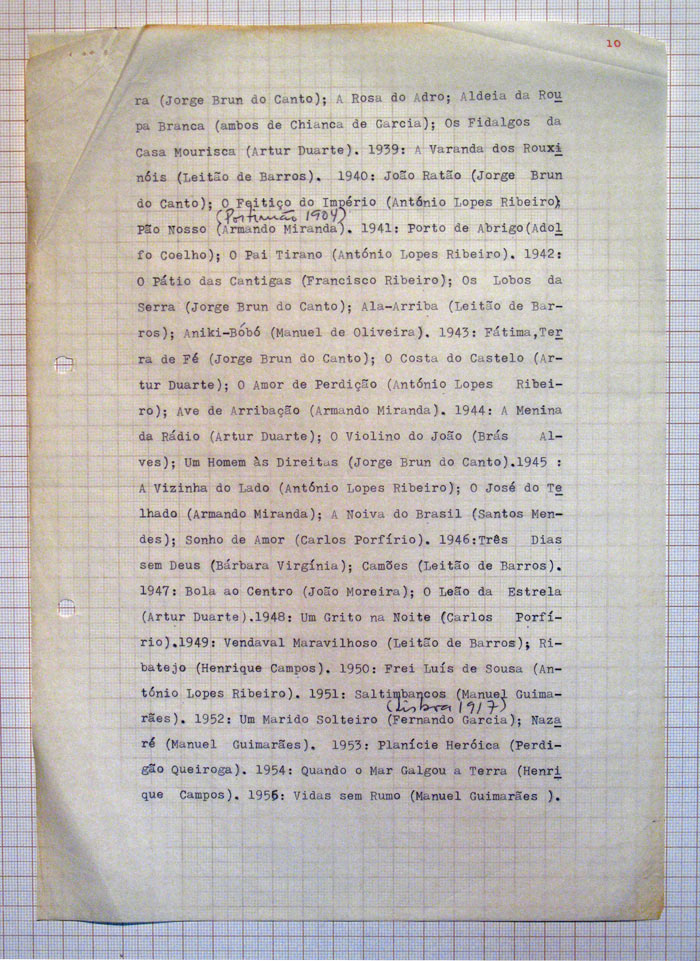 10
ra (Jorge Brun do Canto); A Rosa do Adro; Aldeia da Rou
pa Branca (ambos de Chianca de Garcia); Os Fidalgos da
Casa Mourisca (Artur Duarte). 1939: A Varanda dos Rouxi
nóis (Leitão de Barros). 1940: João Ratão (Jorge Brun
do Canto); O Feitiço do Império (António Lopes Ribeiro);
(Portimão 1904)
Pão Nosso (Armando Miranda). 1941: Porto de Abrigo(Adol
fo Coelho); O Pai Tirano (António Lopes Ribeiro). 1942:
O Pátio das Cantigas (Francisco Ribeiro); Os Lobos da
Serra (Jorge Brun do Canto); Ala-Arriba (Leitão de Bar-
ros); Aniki-Bóbó (Manuel de Oliveira). 1943: Fátima,Ter
ra de Fé (Jorge Brun do Canto); O Costa do Castelo (Ar-
tur Duarte); O Amor de Perdição (António Lopes Ribei-
ro); Ave de Arribação (Armando Miranda). 1944: A Menina
da Rádio (Artur Duarte); O Violino do João (Brás Al-
ves); Um Homem às Direitas (Jorge Brun do Canto).1945 :
A Vizinha do Lado (António Lopes Ribeiro); O José do Te
lhado (Armando Miranda); A Noiva do Brasil (Santos Men-
des); Sonho de Amor (Carlos Porfírio). 1946:Três Dias
sem Deus (Bárbara Virgínia); Camões (Leitão de Barros).
1947: Bola ao Centro (João Moreira); O Leão da Estrela
(Artur Duarte).1948: Um Grito na Noite (Carlos Porfí-
rio).1949: Vendaval Maravilhoso (Leitão de Barros); Ri-
batejo (Henrique Campos). 1950: Frei Luís de Sousa (An-
tónio Lopes Ribeiro). 1951: Saltimbancos (Manuel Guima-
(Lisboa 1917)
rães). 1952: Um Marido Solteiro (Fernando Garcia); Naza
ré (Manuel Guimarães). 1953: Planície Heróica (Perdi-
gão Queiroga). 1954: Quando o Mar Galgou a Terra (Henri
que Campos). 1956: Vidas sem Rumo (Manuel Guimarães ).